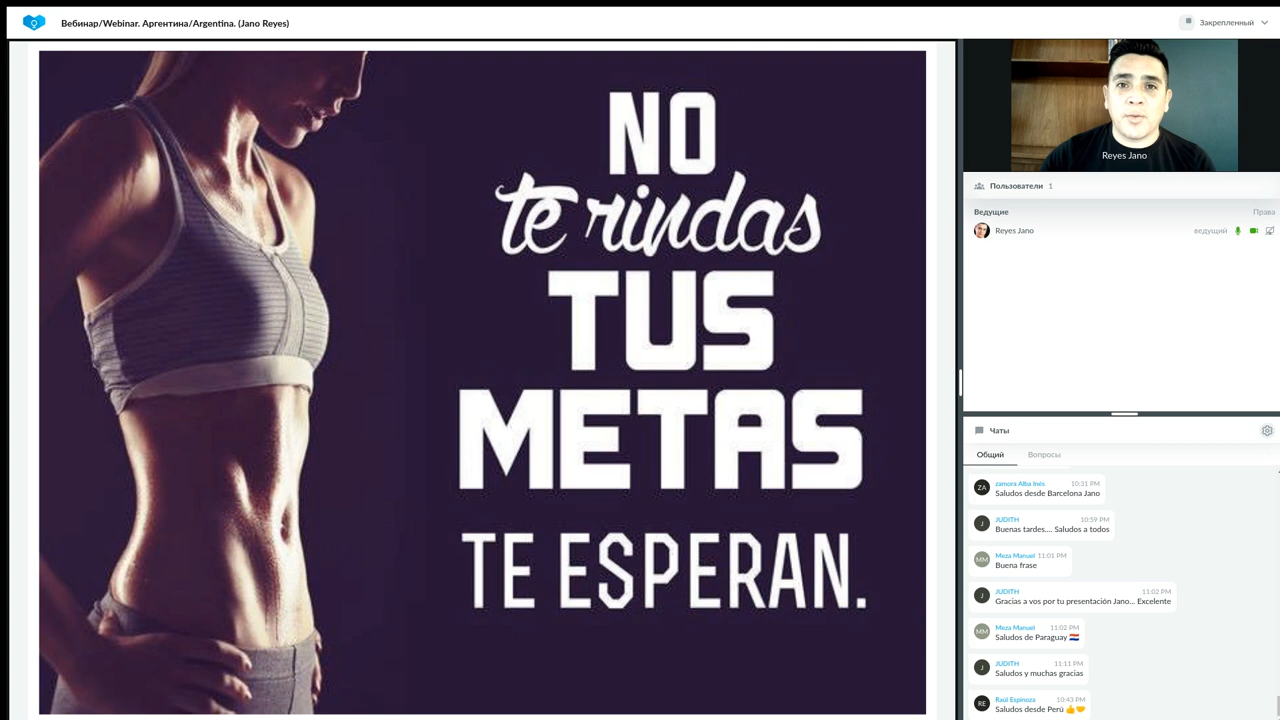 Вебинар/Webinar. Аргентина/Argentina. (Jano Reyes)
Закрепленный
NO
te rindas
TUS
METAS
TE ESPERAN.
Reyes Jano
Пользователи 1
Ведущие Права
Reyes Jano ведущий
Чаты
Общий Вопросы
ZA zamora Alba Inés 10:31 PM
Saludos desde Barcelona Jano
J JUDITH 10:59 PM
Buenas tardes.... Saludos a todos
MM Meza Manuel 11:01 PM
Buena frase
J JUDITH 11:02 PM
Gracias a vos por tu presentación Jano... Excelente
MM Meza Manuel 11:02 PM
Saludos de Paraguay 🇵🇾
J JUDITH 11:11 PM
Saludos y muchas gracias
RE Raúl Espinoza 10:43 PM
Saludos desde Perú 👍🤝